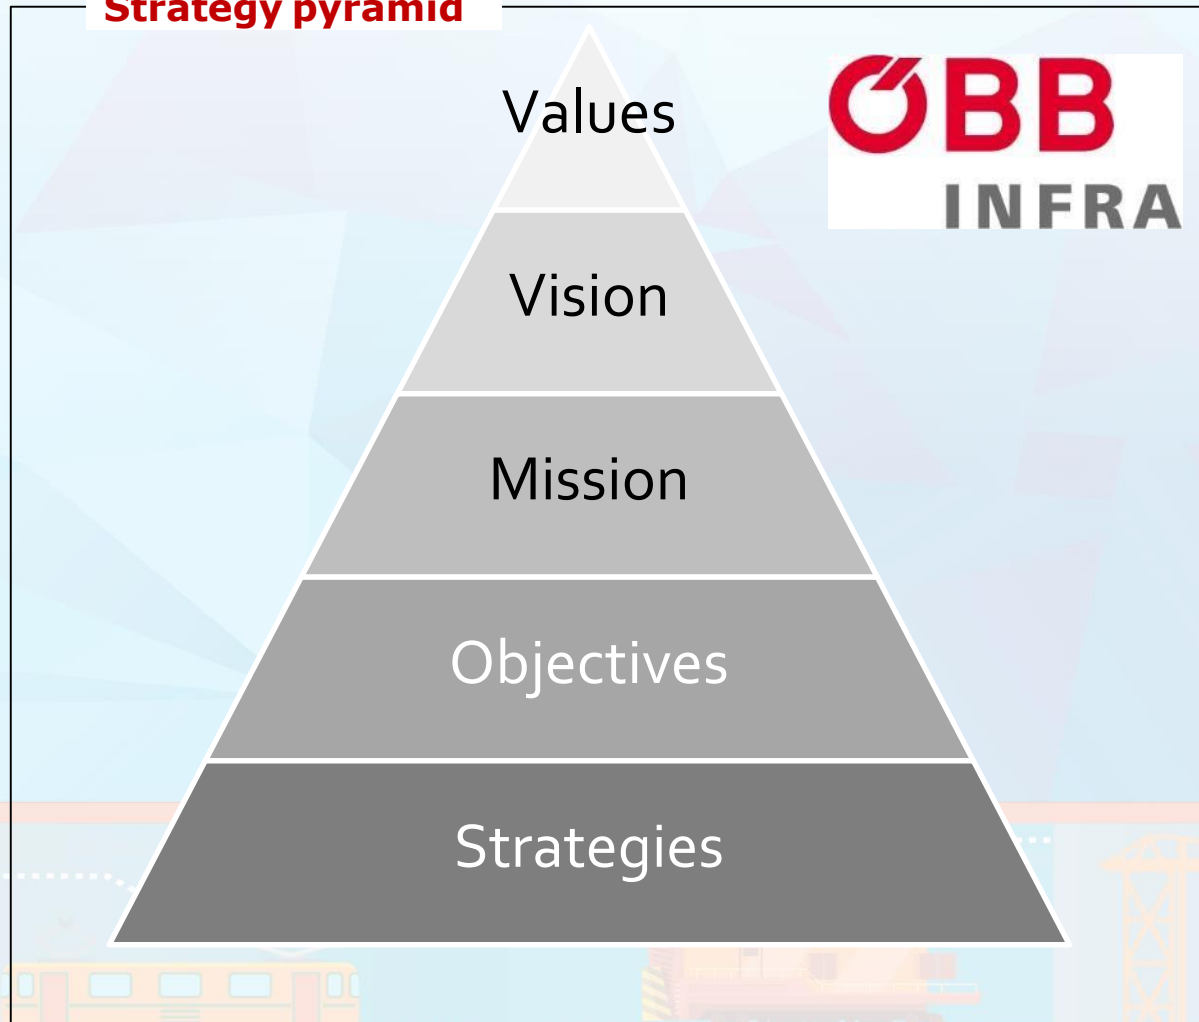 Strategy pyramid
Values
ÖBB
INFRA
Vision
Mission
Objectives
Strategies